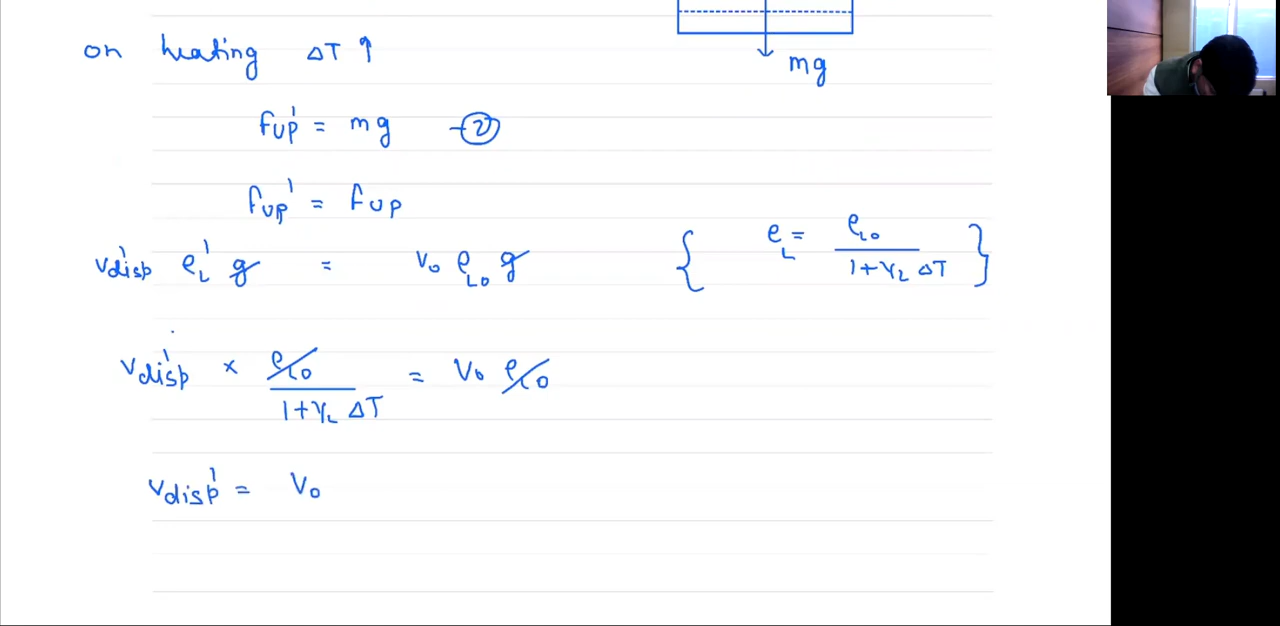 mg
on heating ΔT ↑
Fup' = mg —②
Fup' = Fup
Vdisp' ρL' g = V0 ρL0 g { ρL = ρL0 / 1+γL ΔT }
Vdisp' × ρL0 / 1+γL ΔT = V0 ρL0
Vdisp' = V0